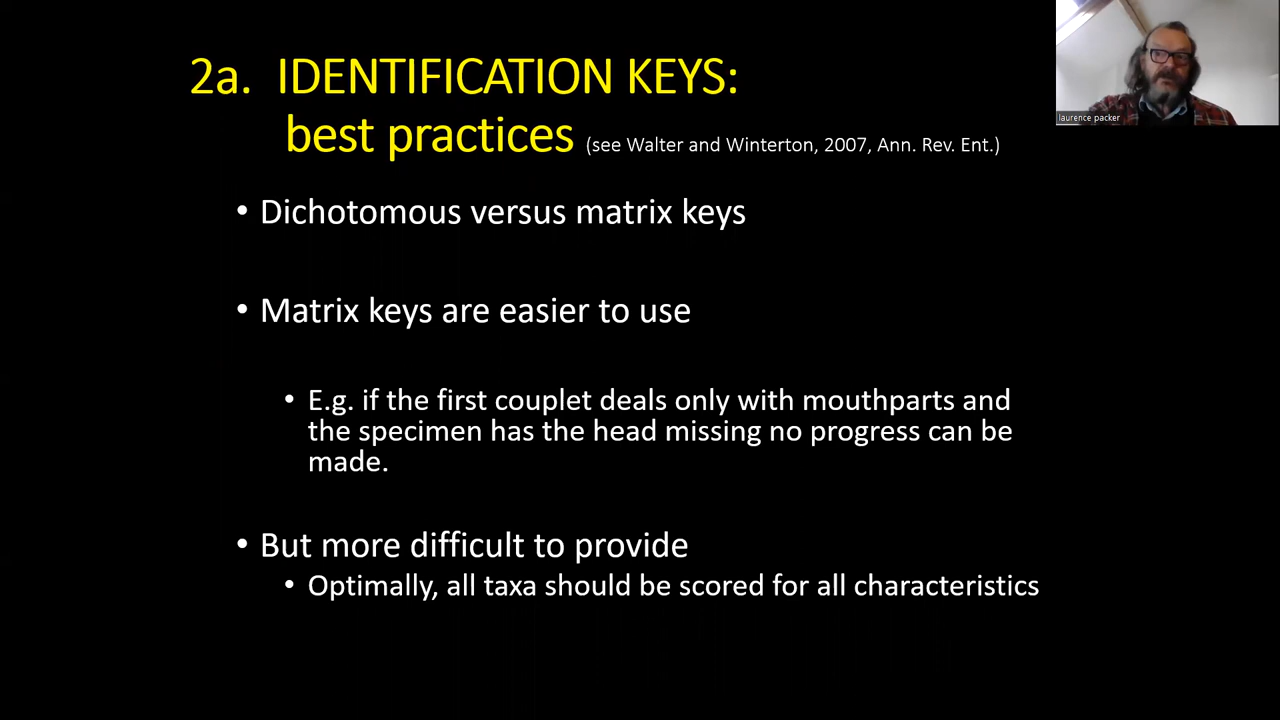 2a. IDENTIFICATION KEYS:
best practices (see Walter and Winterton, 2007, Ann. Rev. Ent.)
laurence packer
• Dichotomous versus matrix keys
• Matrix keys are easier to use
• E.g. if the first couplet deals only with mouthparts and
the specimen has the head missing no progress can be
made.
• But more difficult to provide
• Optimally, all taxa should be scored for all characteristics